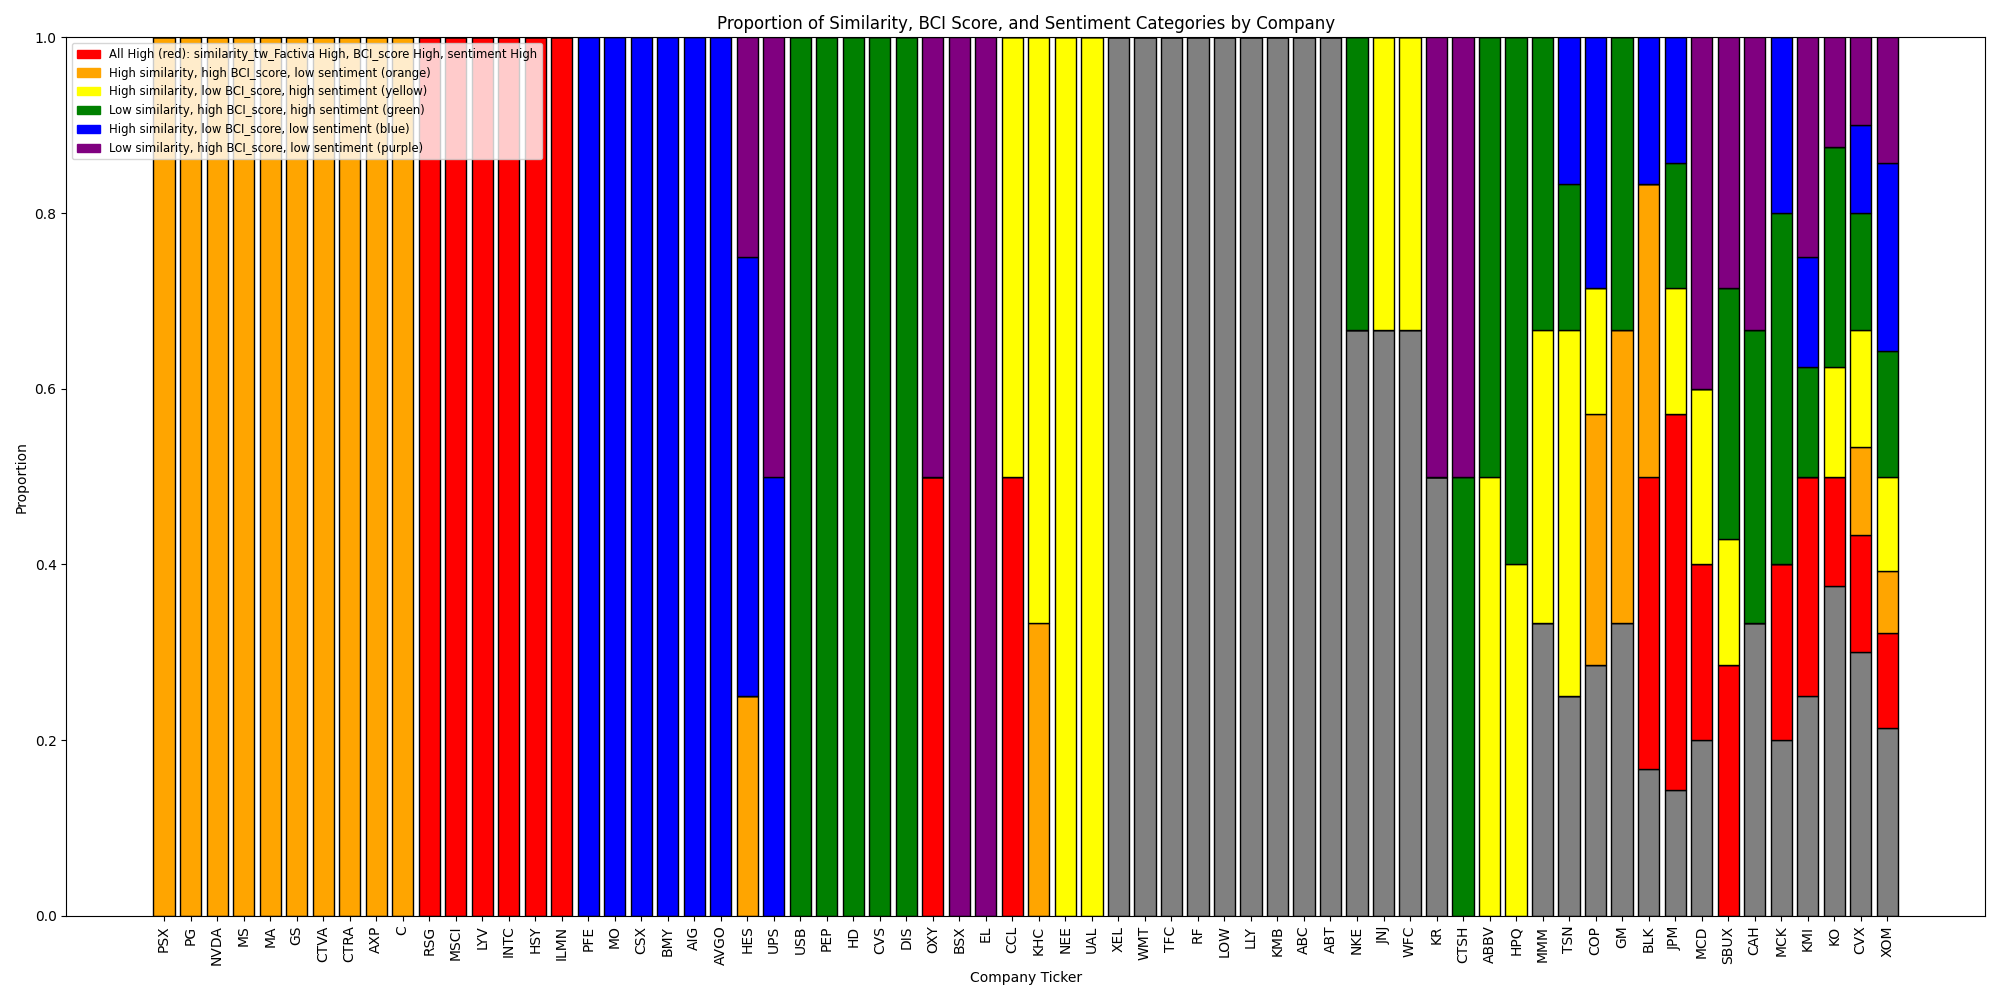 Proportion of Similarity, BCI Score, and Sentiment Categories by Company
All High (red): similarity_tw_Factiva High, BCI_score High, sentiment High
High similarity, high BCI_score, low sentiment (orange)
High similarity, low BCI_score, high sentiment (yellow)
Low similarity, high BCI_score, high sentiment (green)
High similarity, low BCI_score, low sentiment (blue)
Low similarity, high BCI_score, low sentiment (purple)
Proportion
1.0
0.8
0.6
0.4
0.2
0.0
PSX PG NVDA MS MA GS CTVA CTRA AXP C RSG MSCI LYV INTC HSY ILMN PFE MO CSX BMY AIG AVGO HES UPS USB PEP HD CVS DIS OXY BSX EL CCL KHC NEE UAL XEL WMT TFC RF LOW LLY KMB ABC ABT NKE JNJ WFC KR CTSH ABBV HPQ MMM TSN COP GM BLK JPM MCD SBUX CAH MCK KMI KO CVX XOM
Company Ticker